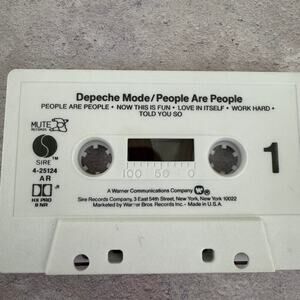 Depeche Mode/People Are People
PEOPLE ARE PEOPLE • NOW THIS IS FUN • LOVE IN ITSELF • WORK HARD •
TOLD YOU SO
MUTE
RECORDS
SIRE™
4-25124
AR
HX PRO
B NR
100 50 0
1
A Warner Communications Company
Sire Records Company, 3 East 54th Street, New York, New York 10022
Marketed by Warner Bros. Records Inc. • Made in U.S.A.